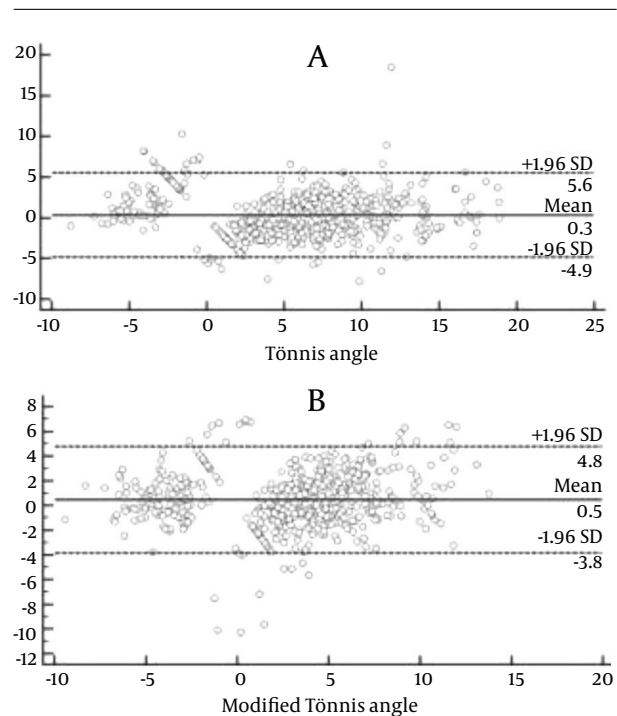 A
20
15
10
5
0
-5
-10
+1.96 SD
5.6
Mean
0.3
-1.96 SD
-4.9
-10 -5 0 5 10 15 20 25
Tönnis angle
B
8
6
4
2
0
-2
-4
-6
-8
-10
-12
+1.96 SD
4.8
Mean
0.5
-1.96 SD
-3.8
-10 -5 0 5 10 15 20
Modified Tönnis angle